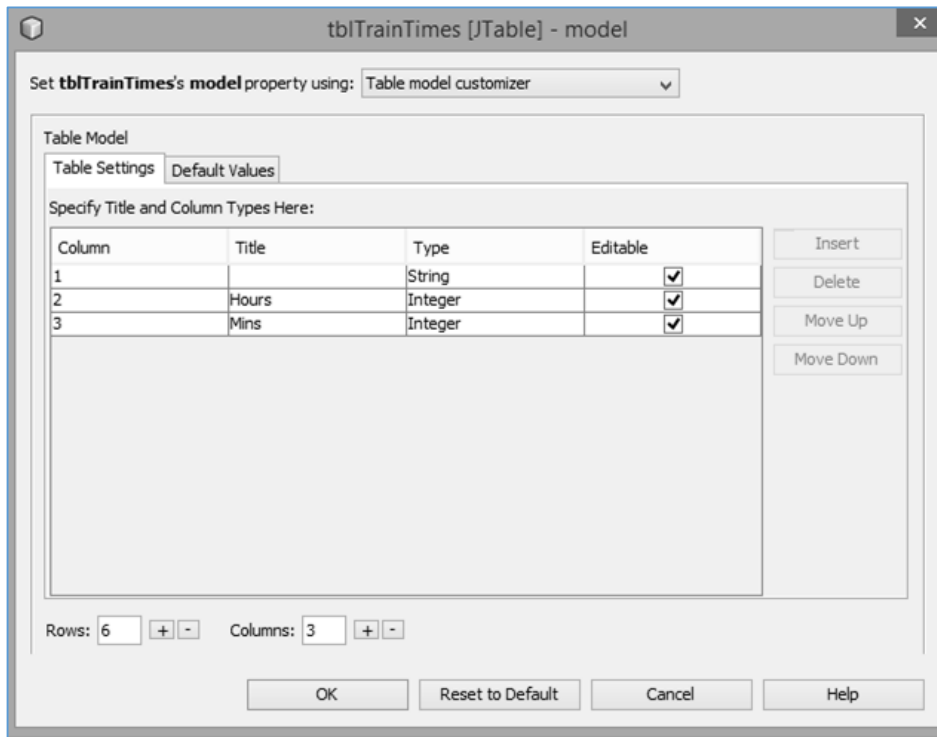 tblTrainTimes [JTable] - model
Set tblTrainTimes's model property using: Table model customizer
Table Model
Table Settings Default Values
Specify Title and Column Types Here:
Column Title Type Editable
1 String
2 Hours Integer
3 Mins Integer
Insert
Delete
Move Up
Move Down
Rows: 6 + - Columns: 3 + -
OK Reset to Default Cancel Help